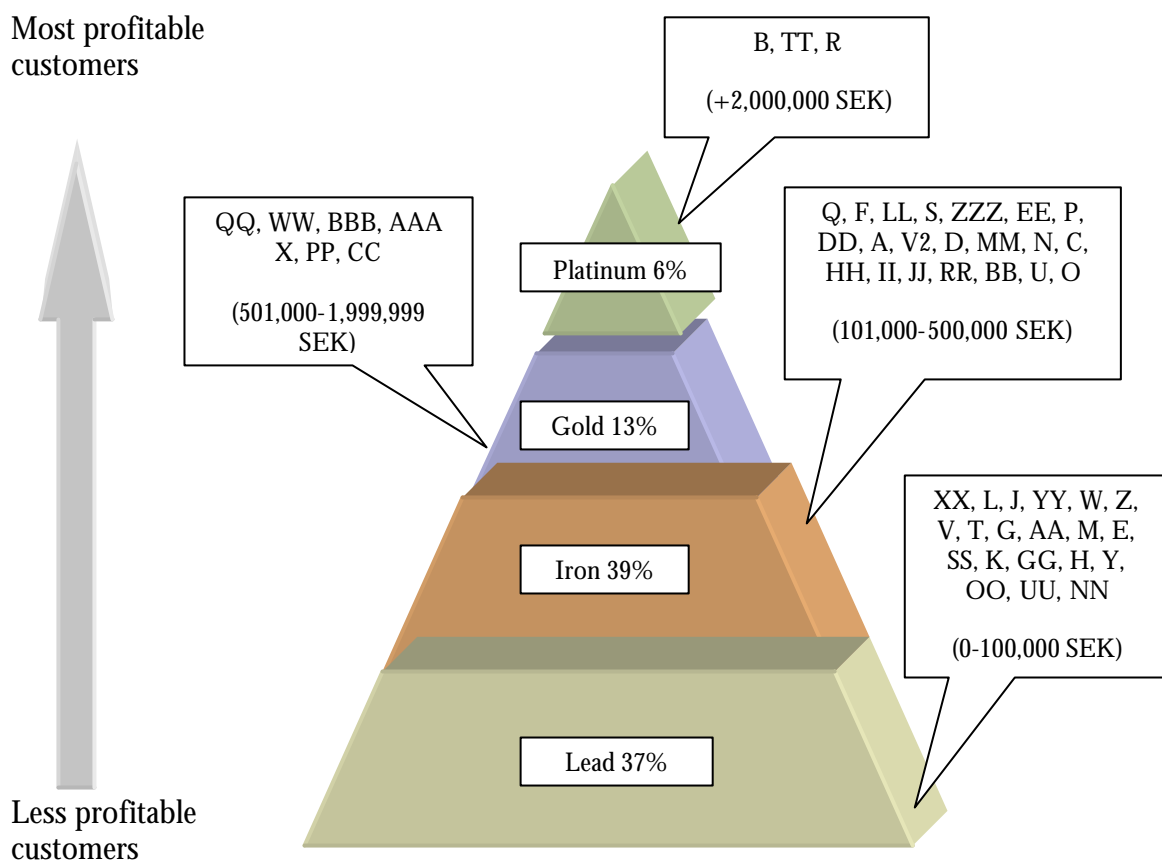 Most profitable
customers
B, TT, R
(+2,000,000 SEK)
QQ, WW, BBB, AAA
X, PP, CC
(501,000-1,999,999
SEK)
Q, F, LL, S, ZZZ, EE, P,
DD, A, V2, D, MM, N, C,
HH, II, JJ, RR, BB, U, O
(101,000-500,000 SEK)
Platinum 6%
Gold 13%
XX, L, J, YY, W, Z,
V, T, G, AA, M, E,
SS, K, GG, H, Y,
OO, UU, NN
(0-100,000 SEK)
Iron 39%
Lead 37%
Less profitable
customers